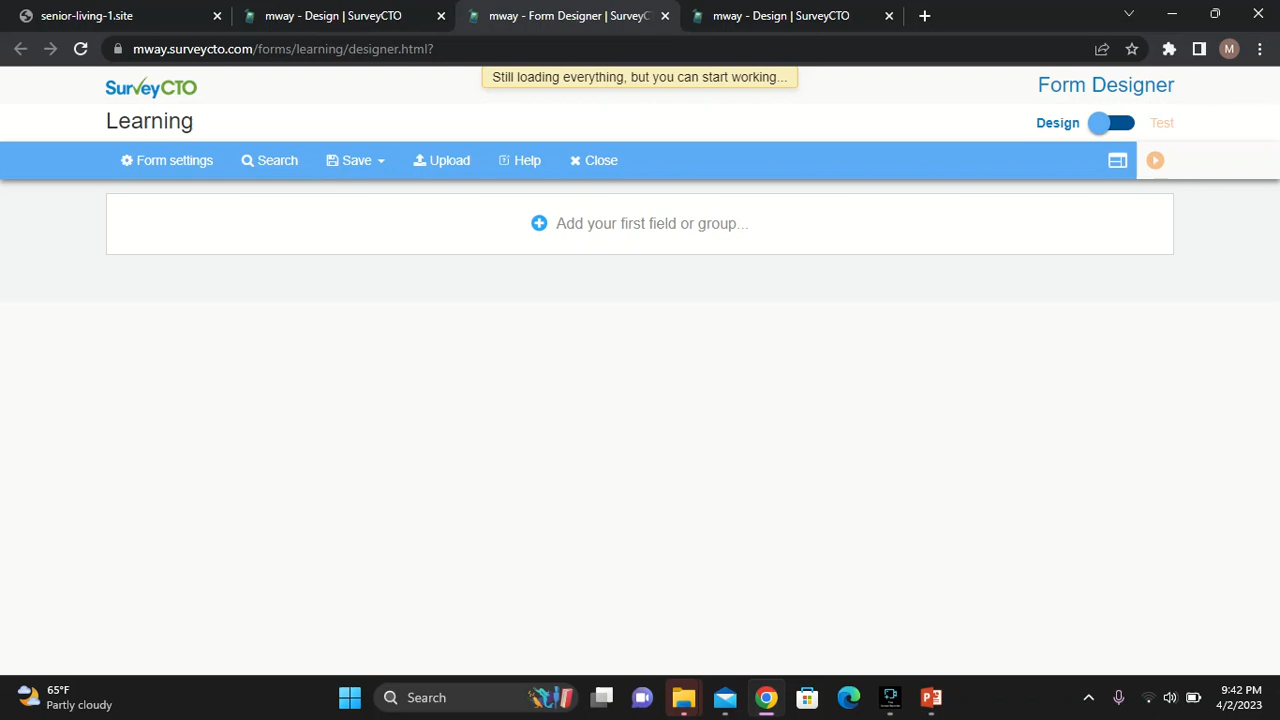 senior-living-1.site
mway - Design | SurveyCTO
mway - Form Designer | SurveyC
mway - Design | SurveyCTO
mway.surveycto.com/forms/learning/designer.html?
M
SurveyCTO
Still loading everything, but you can start working...
Form Designer
Learning
Design
Test
Form settings
Search
Save
Upload
Help
Close
Add your first field or group...
65°F
Partly cloudy
Search
9:42 PM
4/2/2023